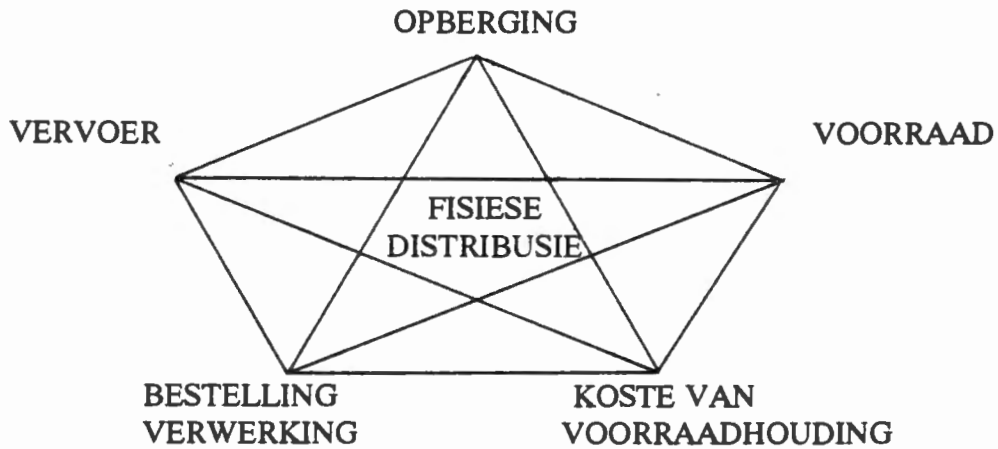 OPBERGING
VERVOER
VOORRAAD
FISIESE
DISTRIBUSIE
BESTELLING
VERWERKING
KOSTE VAN
VOORRAADHOUDING